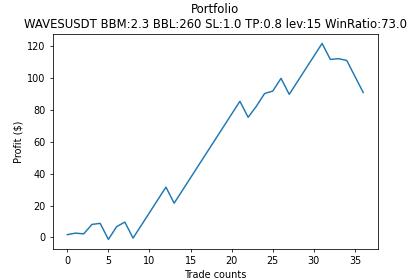 Portfolio
WAVESUSDT BBM:2.3 BBL:260 SL:1.0 TP:0.8 lev:15 WinRatio:73.0
120
100
80
60
40
20
0
Profit ($)
0 5 10 15 20 25 30 35
Trade counts